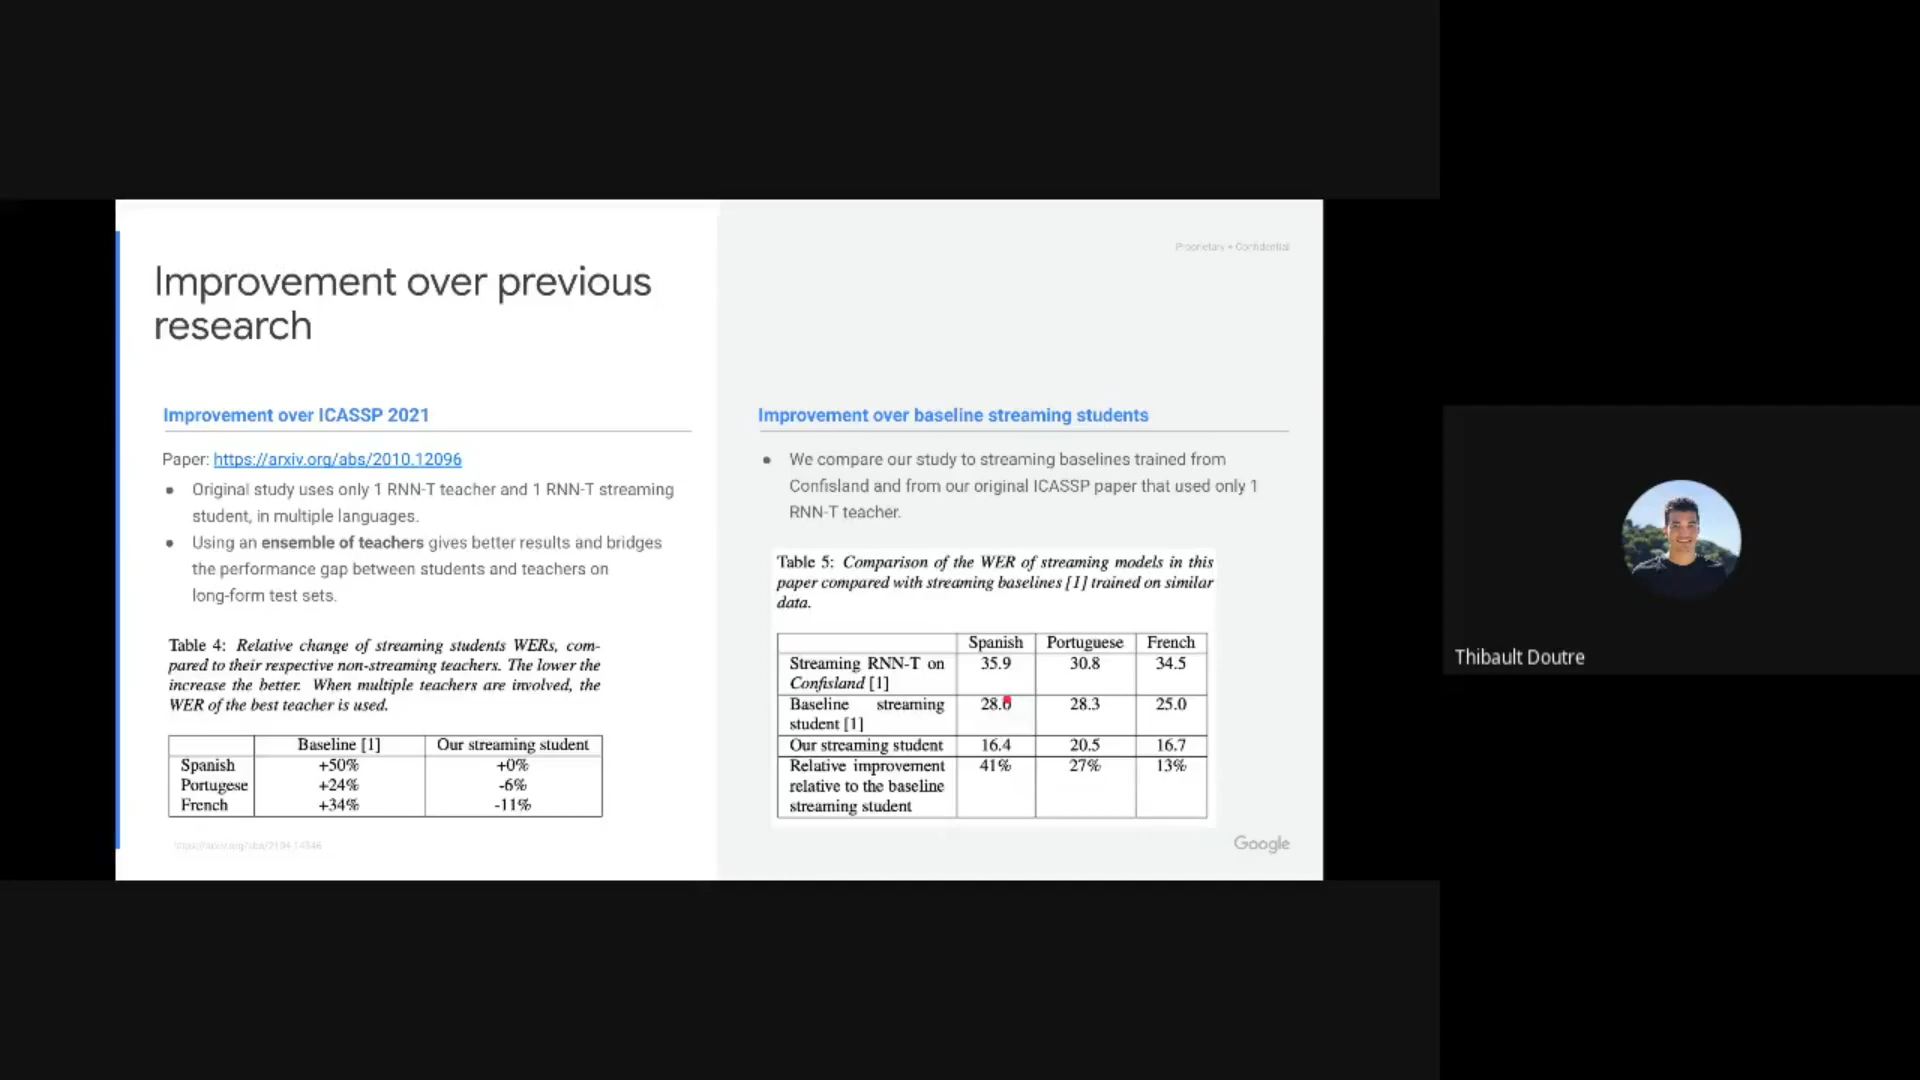 Proprietary + Confidential
Improvement over previous
research
Improvement over ICASSP 2021
Paper: https://arxiv.org/abs/2010.12096
● Original study uses only 1 RNN-T teacher and 1 RNN-T streaming
student, in multiple languages.
● Using an ensemble of teachers gives better results and bridges
the performance gap between students and teachers on
long-form test sets.
Table 4: Relative change of streaming students WERs, com-
pared to their respective non-streaming teachers. The lower the
increase the better. When multiple teachers are involved, the
WER of the best teacher is used.
Baseline [1] Our streaming student
Spanish +50% +0%
Portugese +24% -6%
French +34% -11%
Improvement over baseline streaming students
● We compare our study to streaming baselines trained from
Confisland and from our original ICASSP paper that used only 1
RNN-T teacher.
Table 5: Comparison of the WER of streaming models in this
paper compared with streaming baselines [1] trained on similar
data.
Spanish Portuguese French
Streaming RNN-T on 35.9 30.8 34.5
Confisland [1]
Baseline streaming 28.3 25.0
student [1]
Our streaming student 16.4 20.5 16.7
Relative improvement 41% 27% 13%
relative to the baseline
streaming student
Google
Thibault Doutre